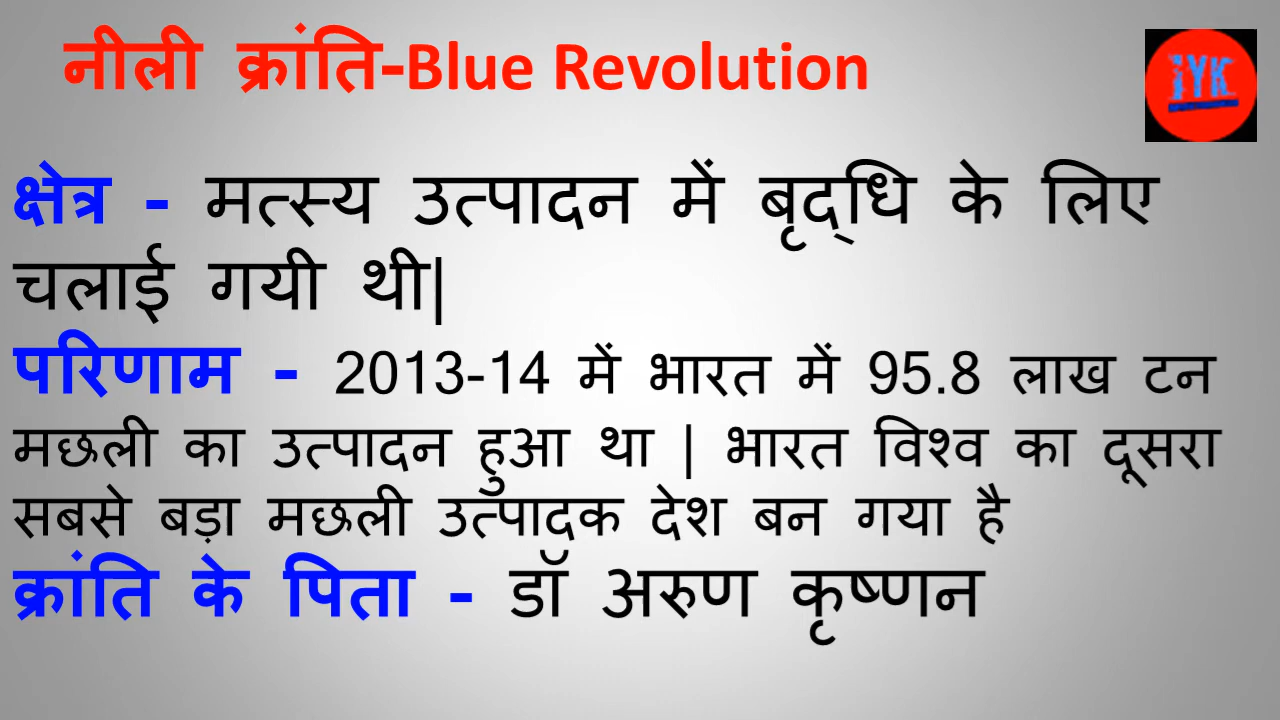 नीली क्रांति-Blue Revolution
iYK
क्षेत्र - मत्स्य उत्पादन में बृद्धि के लिए
चलाई गयी थी|
परिणाम - 2013-14 में भारत में 95.8 लाख टन
मछली का उत्पादन हुआ था | भारत विश्व का दूसरा
सबसे बड़ा मछली उत्पादक देश बन गया है
क्रांति के पिता - डॉ अरुण कृष्णन